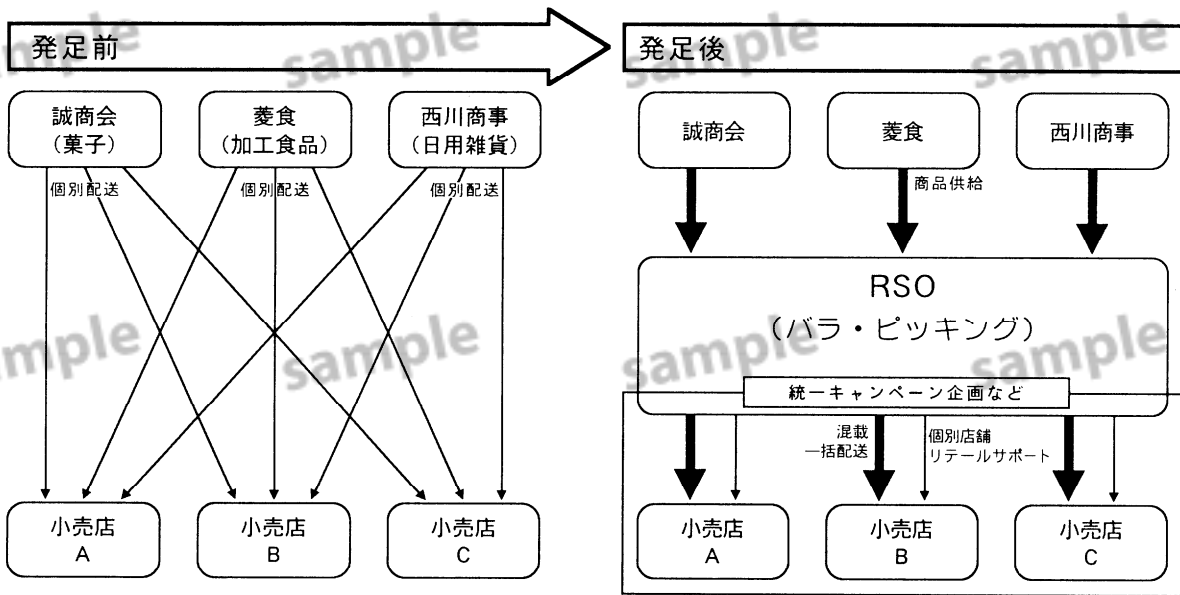 発足前
発足後
誠商会
(菓子)
菱食
(加工食品)
西川商事
(日用雑貨)
個別配送
個別配送
個別配送
小売店
A
小売店
B
小売店
C
誠商会
菱食
西川商事
商品供給
RSO
(バラ・ピッキング)
統一キャンペーン企画など
混載
一括配送
個別店舗
リテールサポート
小売店
A
小売店
B
小売店
C
sample
sample
sample
sample
sample
sample
sample
sample